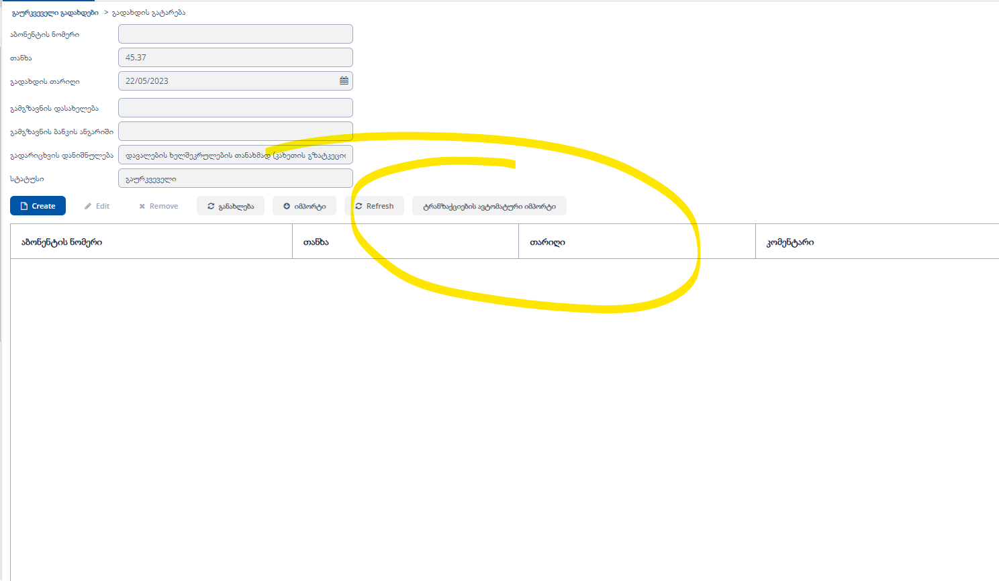 გაურკვეველი გადახდები > გადახდის გატარება
აბონენტის ნომერი
თანხა 45.37
გადახდის თარიღი 22/05/2023
გამგზავნის დასახელება
გამგზავნის ბანკის ანგარიში
გადარიცხვის დანიშნულება დავალების ხელშეკრულების თანახმად (კახეთის გზატკეცი
სტატუსი გაურკვეველი
Create Edit Remove განახლება იმპორტი Refresh ტრანზაქციების ავტომატური იმპორტი
აბონენტის ნომერი თანხა თარიღი კომენტარი